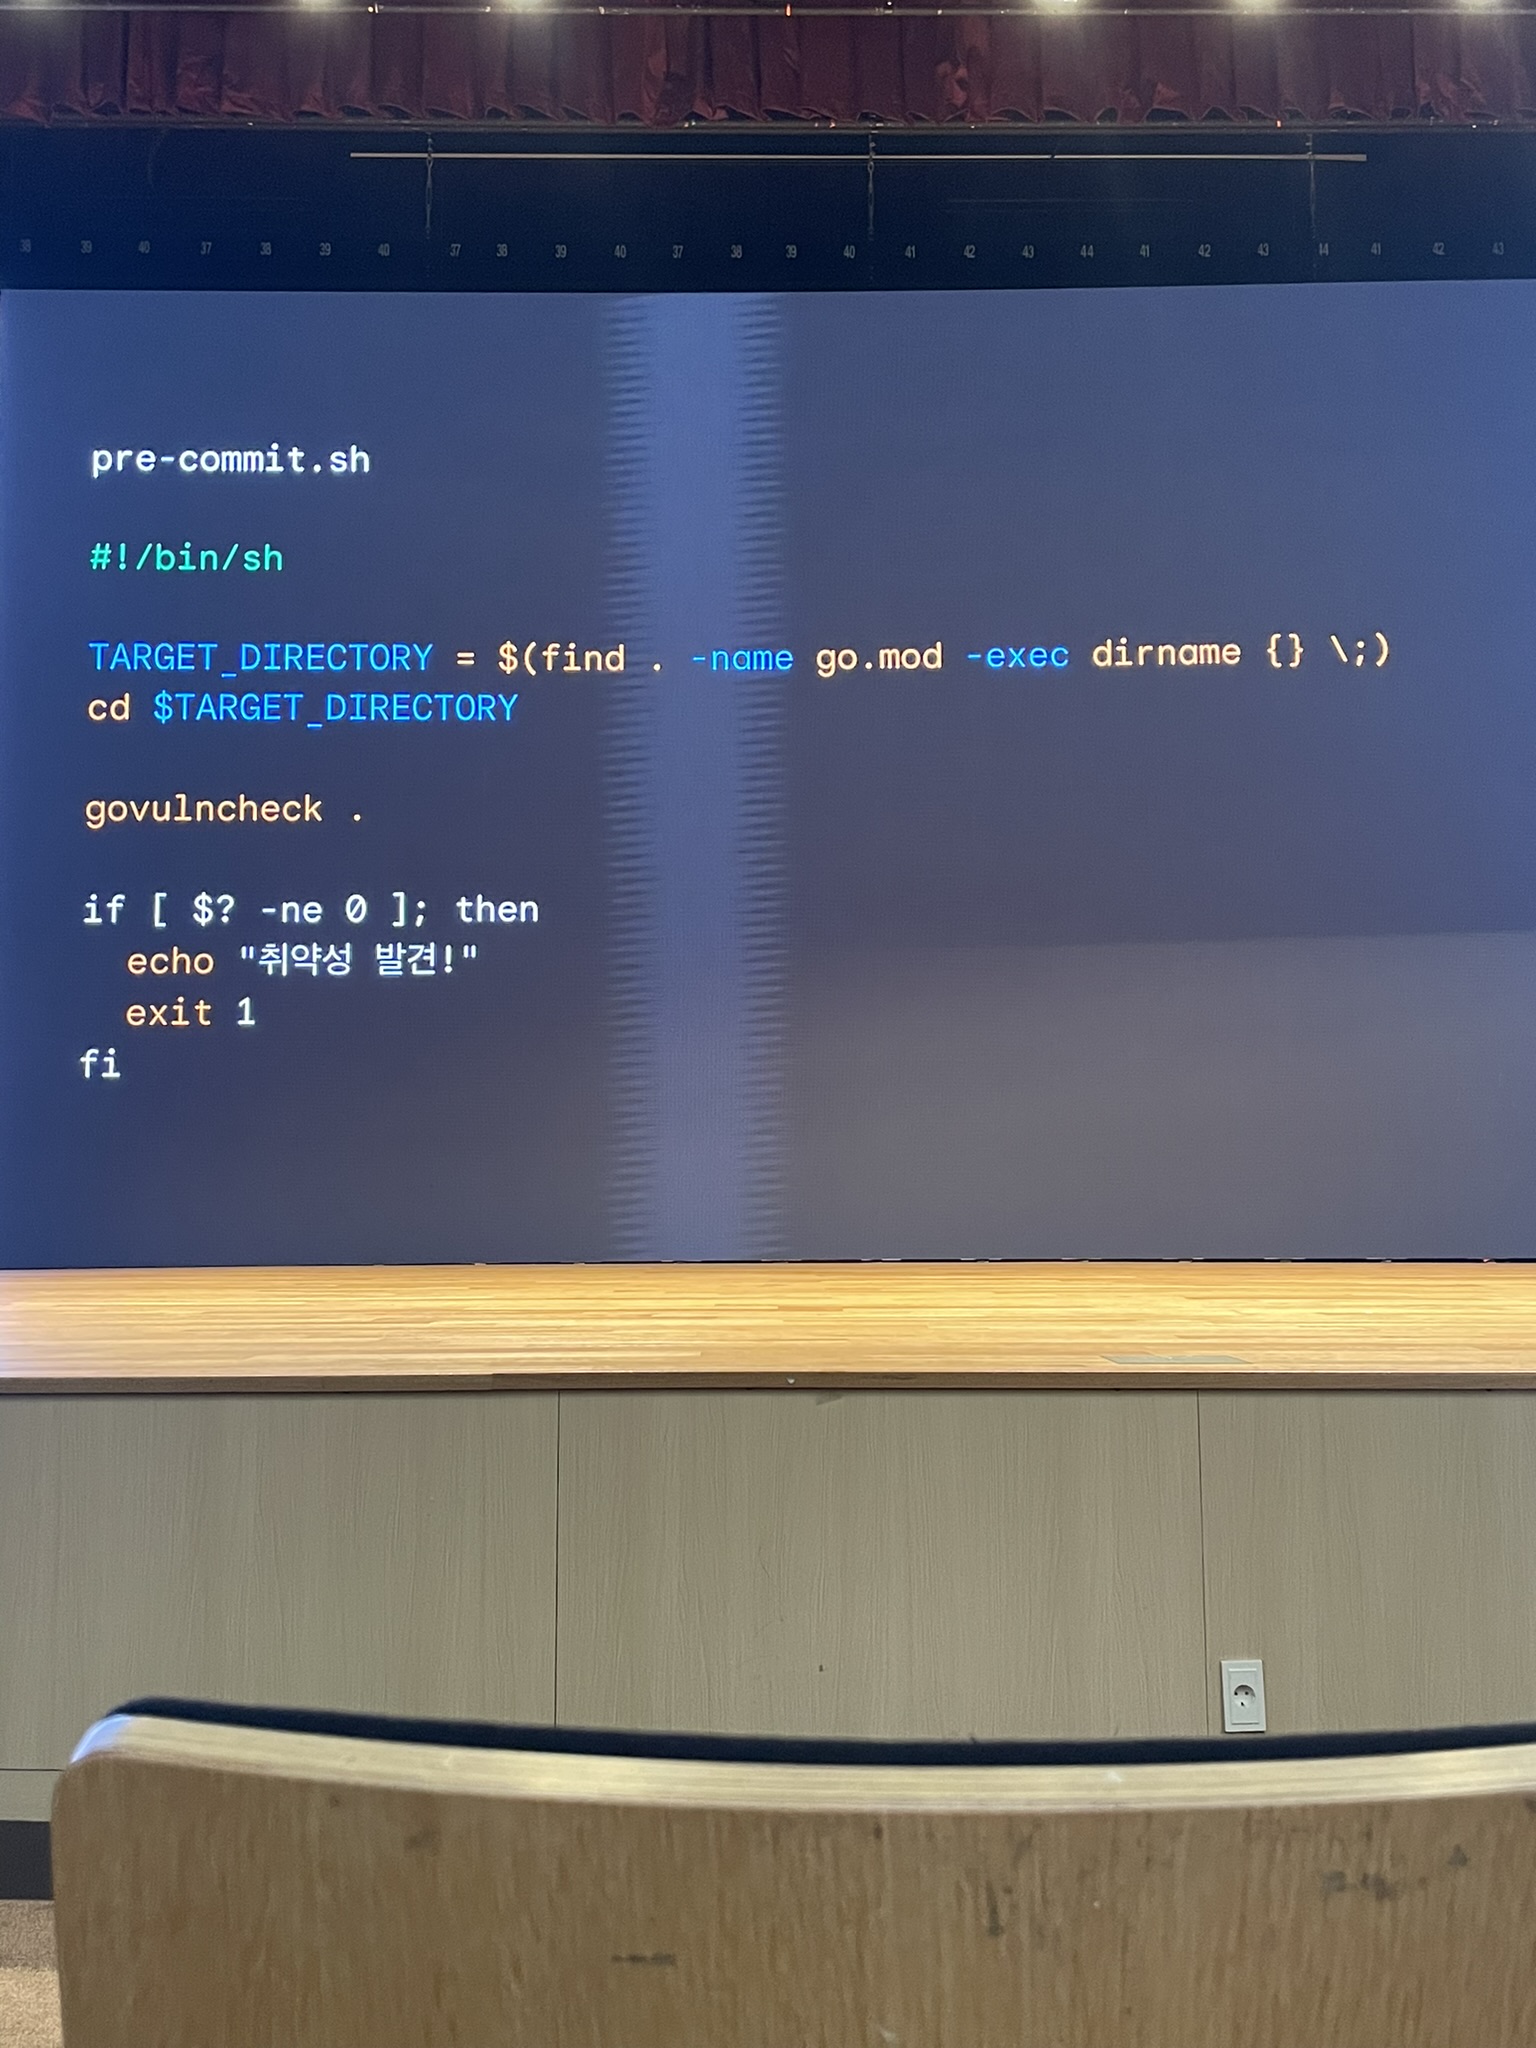 38 39 40 37 38 39 40 37 38 39 40 37 38 39 40 41 42 43 44 41 42 43 44 41 42 43
pre-commit.sh
#!/bin/sh
TARGET_DIRECTORY = $(find . -name go.mod -exec dirname {} \;)
cd $TARGET_DIRECTORY
govulncheck .
if [ $? -ne 0 ]; then
echo "취약성 발견!"
exit 1
fi